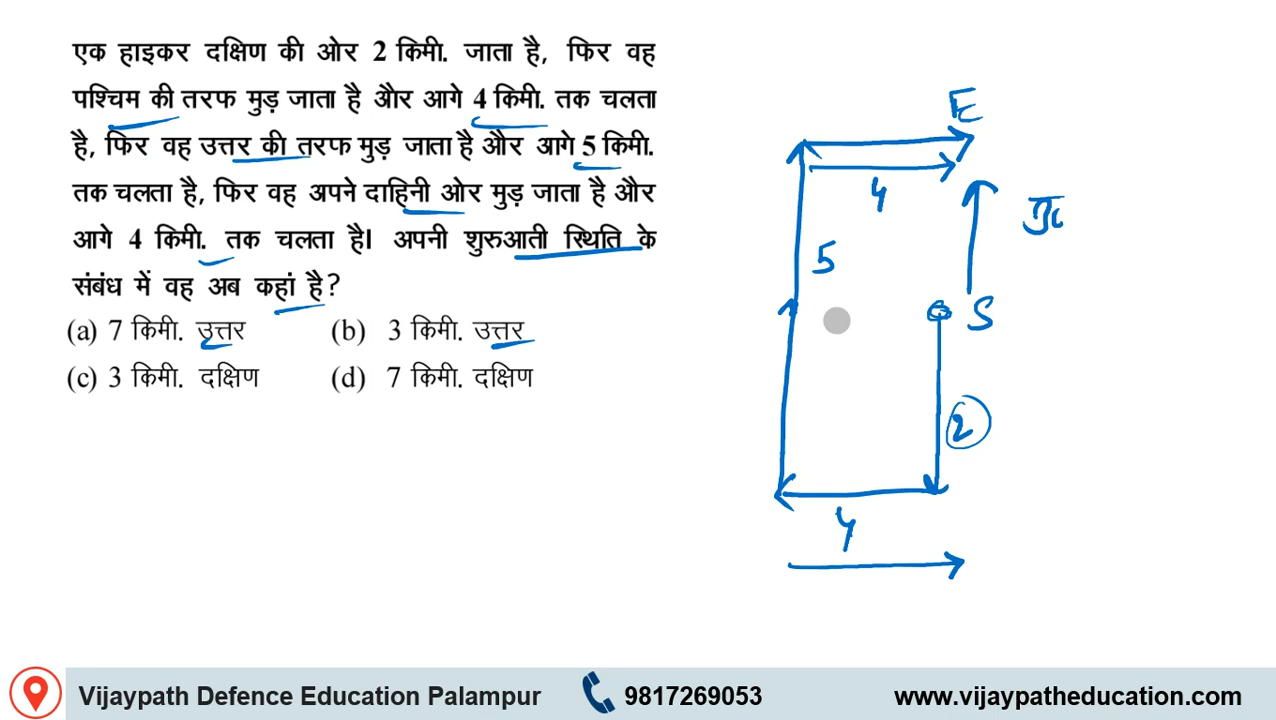 एक हाइकर दक्षिण की ओर 2 किमी. जाता है, फिर वह
पश्चिम की तरफ मुड़ जाता है और आगे 4 किमी. तक चलता
है, फिर वह उत्तर की तरफ मुड़ जाता है और आगे 5 किमी.
तक चलता है, फिर वह अपने दाहिनी ओर मुड़ जाता है और
आगे 4 किमी. तक चलता है। अपनी शुरुआती स्थिति के
संबंध में वह अब कहां है?
(a) 7 किमी. उत्तर (b) 3 किमी. उत्तर
(c) 3 किमी. दक्षिण (d) 7 किमी. दक्षिण
E
4
5
S
2
4
Vijaypath Defence Education Palampur 9817269053 www.vijaypatheducation.com